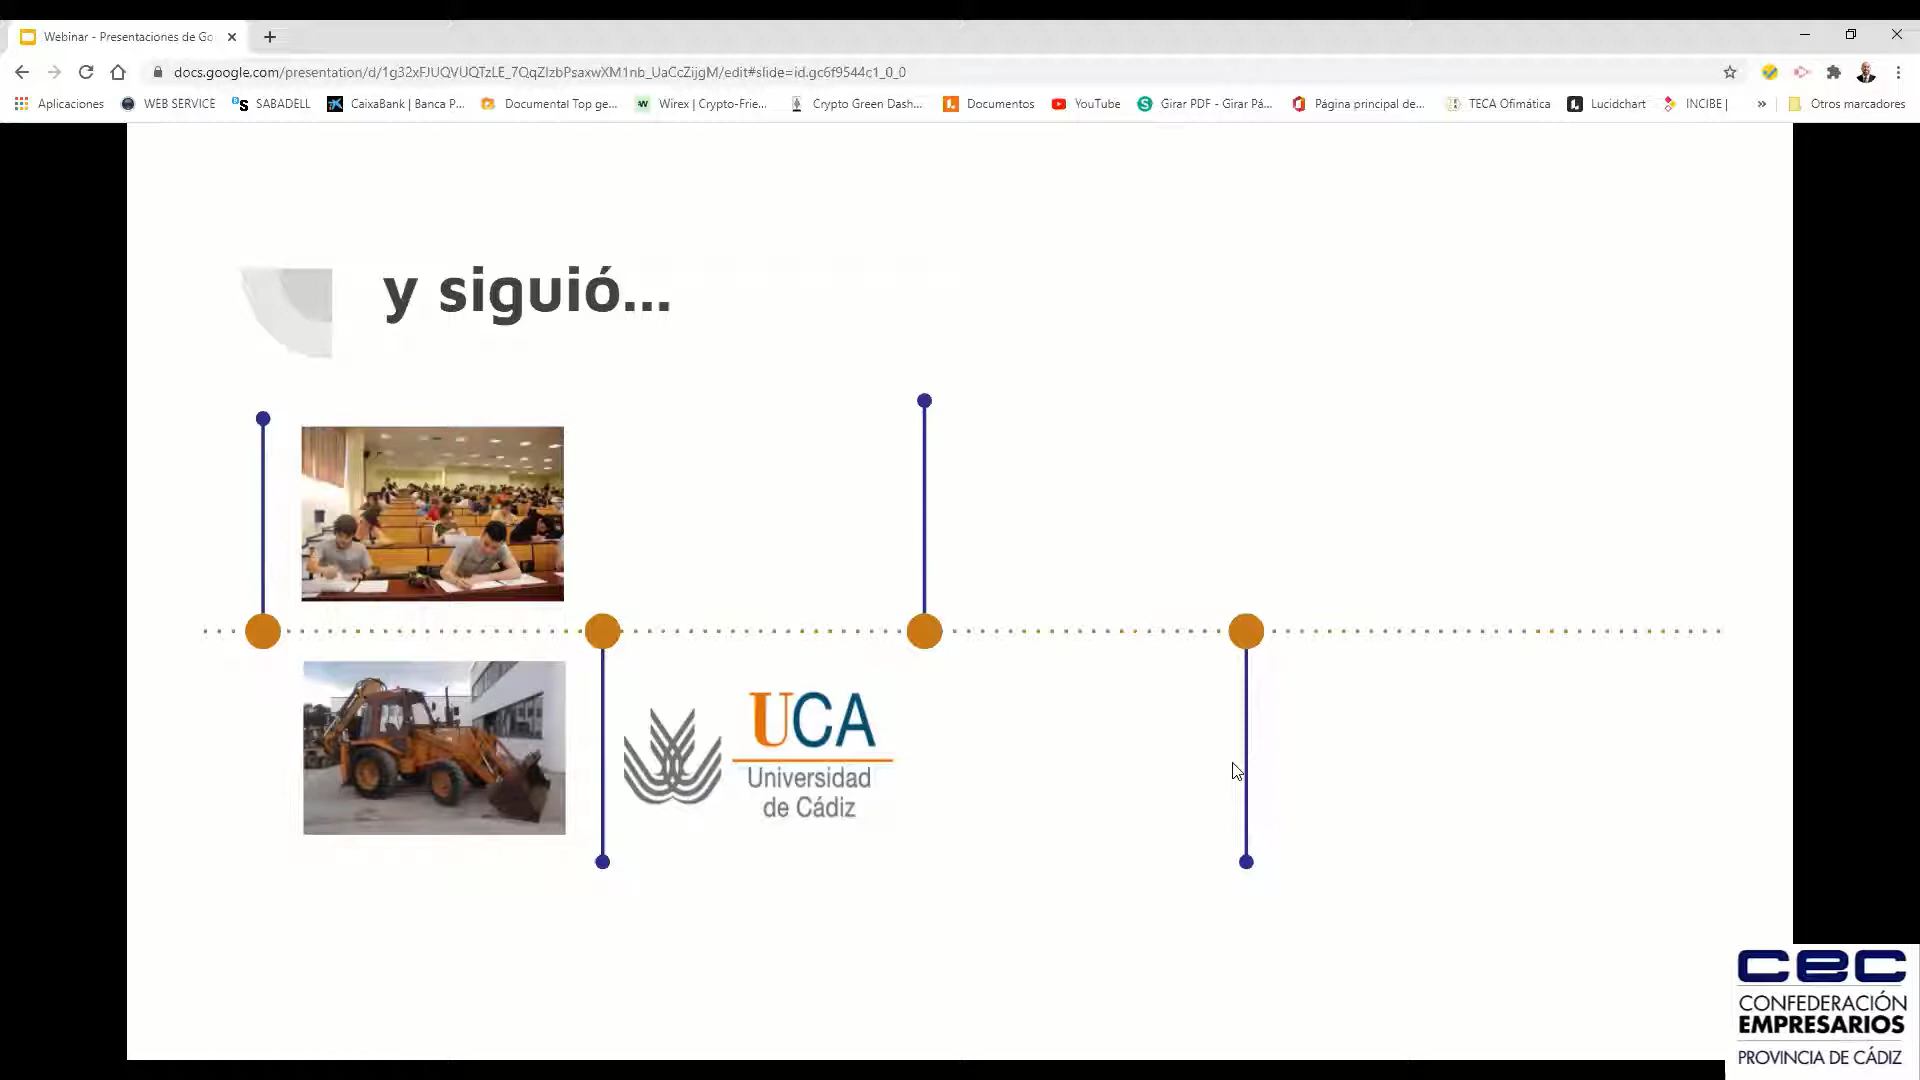 Webinar - Presentaciones de Go
docs.google.com/presentation/d/1g32xFJUQVUQTzLE_7QqZIzbPsaxwXM1nb_UaCcZijgM/edit#slide=id.gc6f9544c1_0_0
Aplicaciones WEB SERVICE SABADELL CaixaBank | Banca P... Documental Top ge... Wirex | Crypto-Frie... Crypto Green Dash... Documentos YouTube Girar PDF - Girar Pá... Página principal de... TECA Ofimática Lucidchart INCIBE | » Otros marcadores
y siguió...
UCA
Universidad
de Cádiz
cec
CONFEDERACIÓN
EMPRESARIOS
PROVINCIA DE CÁDIZ